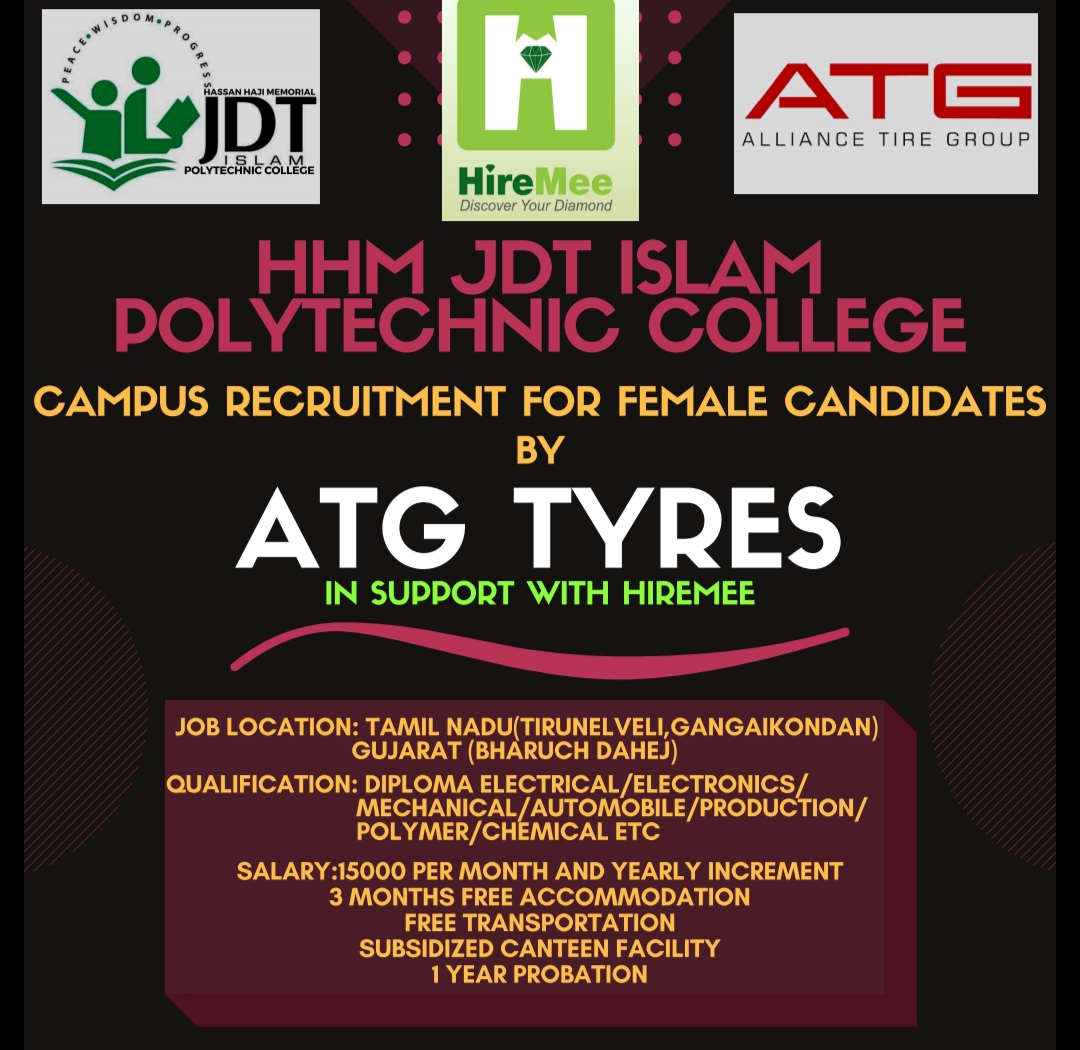 PEACE•WISDOM•PROGRESS
HASSAN HAJI MEMORIAL
JDT
ISLAM
POLYTECHNIC COLLEGE
H
HireMee
Discover Your Diamond
ATG
ALLIANCE TIRE GROUP
HHM JDT ISLAM
POLYTECHNIC COLLEGE
CAMPUS RECRUITMENT FOR FEMALE CANDIDATES
BY
ATG TYRES
IN SUPPORT WITH HIREMEE
JOB LOCATION: TAMIL NADU(TIRUNELVELI,GANGAIKONDAN)
GUJARAT (BHARUCH DAHEJ)
QUALIFICATION: DIPLOMA ELECTRICAL/ELECTRONICS/
MECHANICAL/AUTOMOBILE/PRODUCTION/
POLYMER/CHEMICAL ETC
SALARY:15000 PER MONTH AND YEARLY INCREMENT
3 MONTHS FREE ACCOMMODATION
FREE TRANSPORTATION
SUBSIDIZED CANTEEN FACILITY
1 YEAR PROBATION